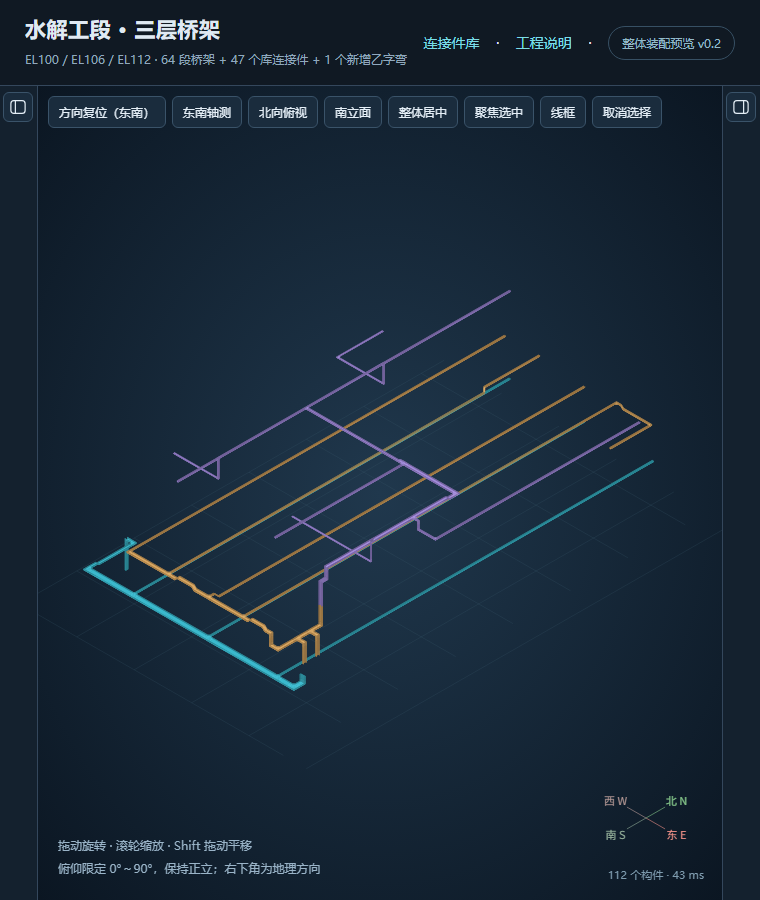 水解工段 · 三层桥架
EL100 / EL106 / EL112 · 64 段桥架 + 47 个库连接件 + 1 个新增乙字弯
连接件库 · 工程说明 · 整体装配预览 v0.2
方向复位（东南） 东南轴测 北向俯视 南立面 整体居中 聚焦选中 线框 取消选择
西 W 北 N
南 S 东 E
拖动旋转 · 滚轮缩放 · Shift 拖动平移
俯仰限定 0°~90°，保持正立；右下角为地理方向
112 个构件 · 43 ms